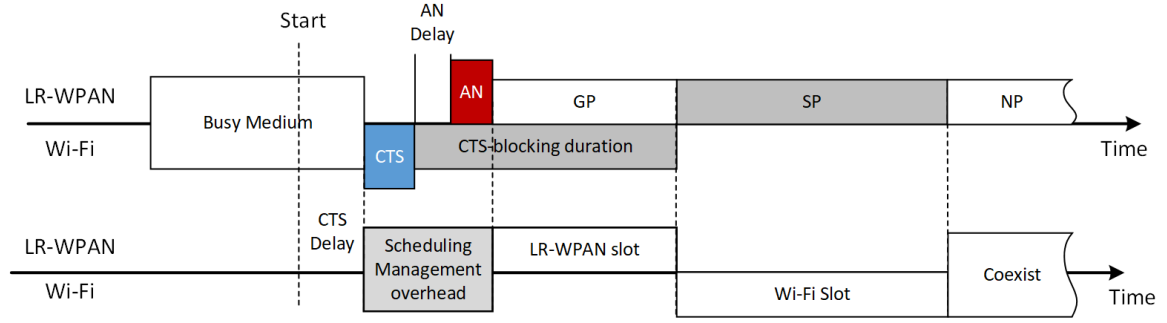 Start
AN
Delay
LR-WPAN
Wi-Fi
Busy Medium
CTS
AN
GP
SP
NP
CTS-blocking duration
Time
CTS
Delay
LR-WPAN
Wi-Fi
Scheduling
Management
overhead
LR-WPAN slot
Wi-Fi Slot
Coexist
Time